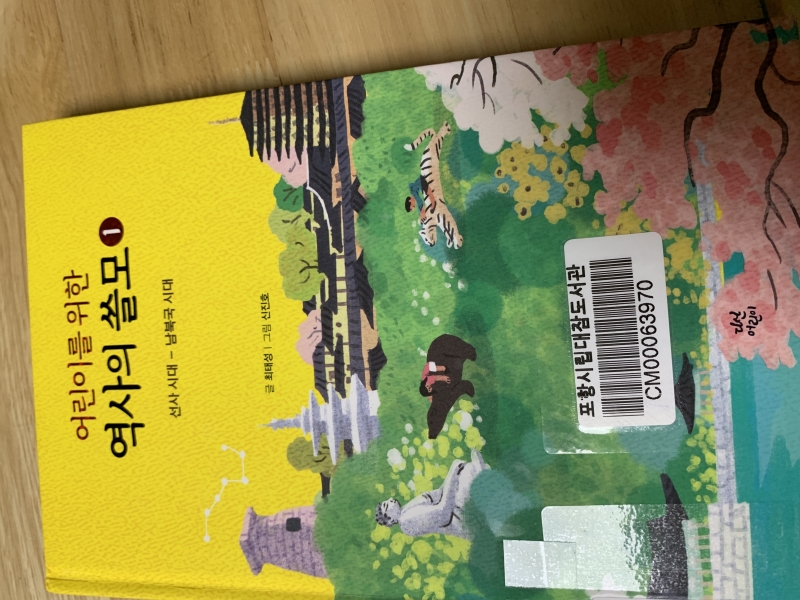 어린이를 위한
역사의 쓸모 1
선사 시대 – 남북국 시대
글 최태성 | 그림 신진호
포항시립대잠도서관
CM00063970
다산
어린이